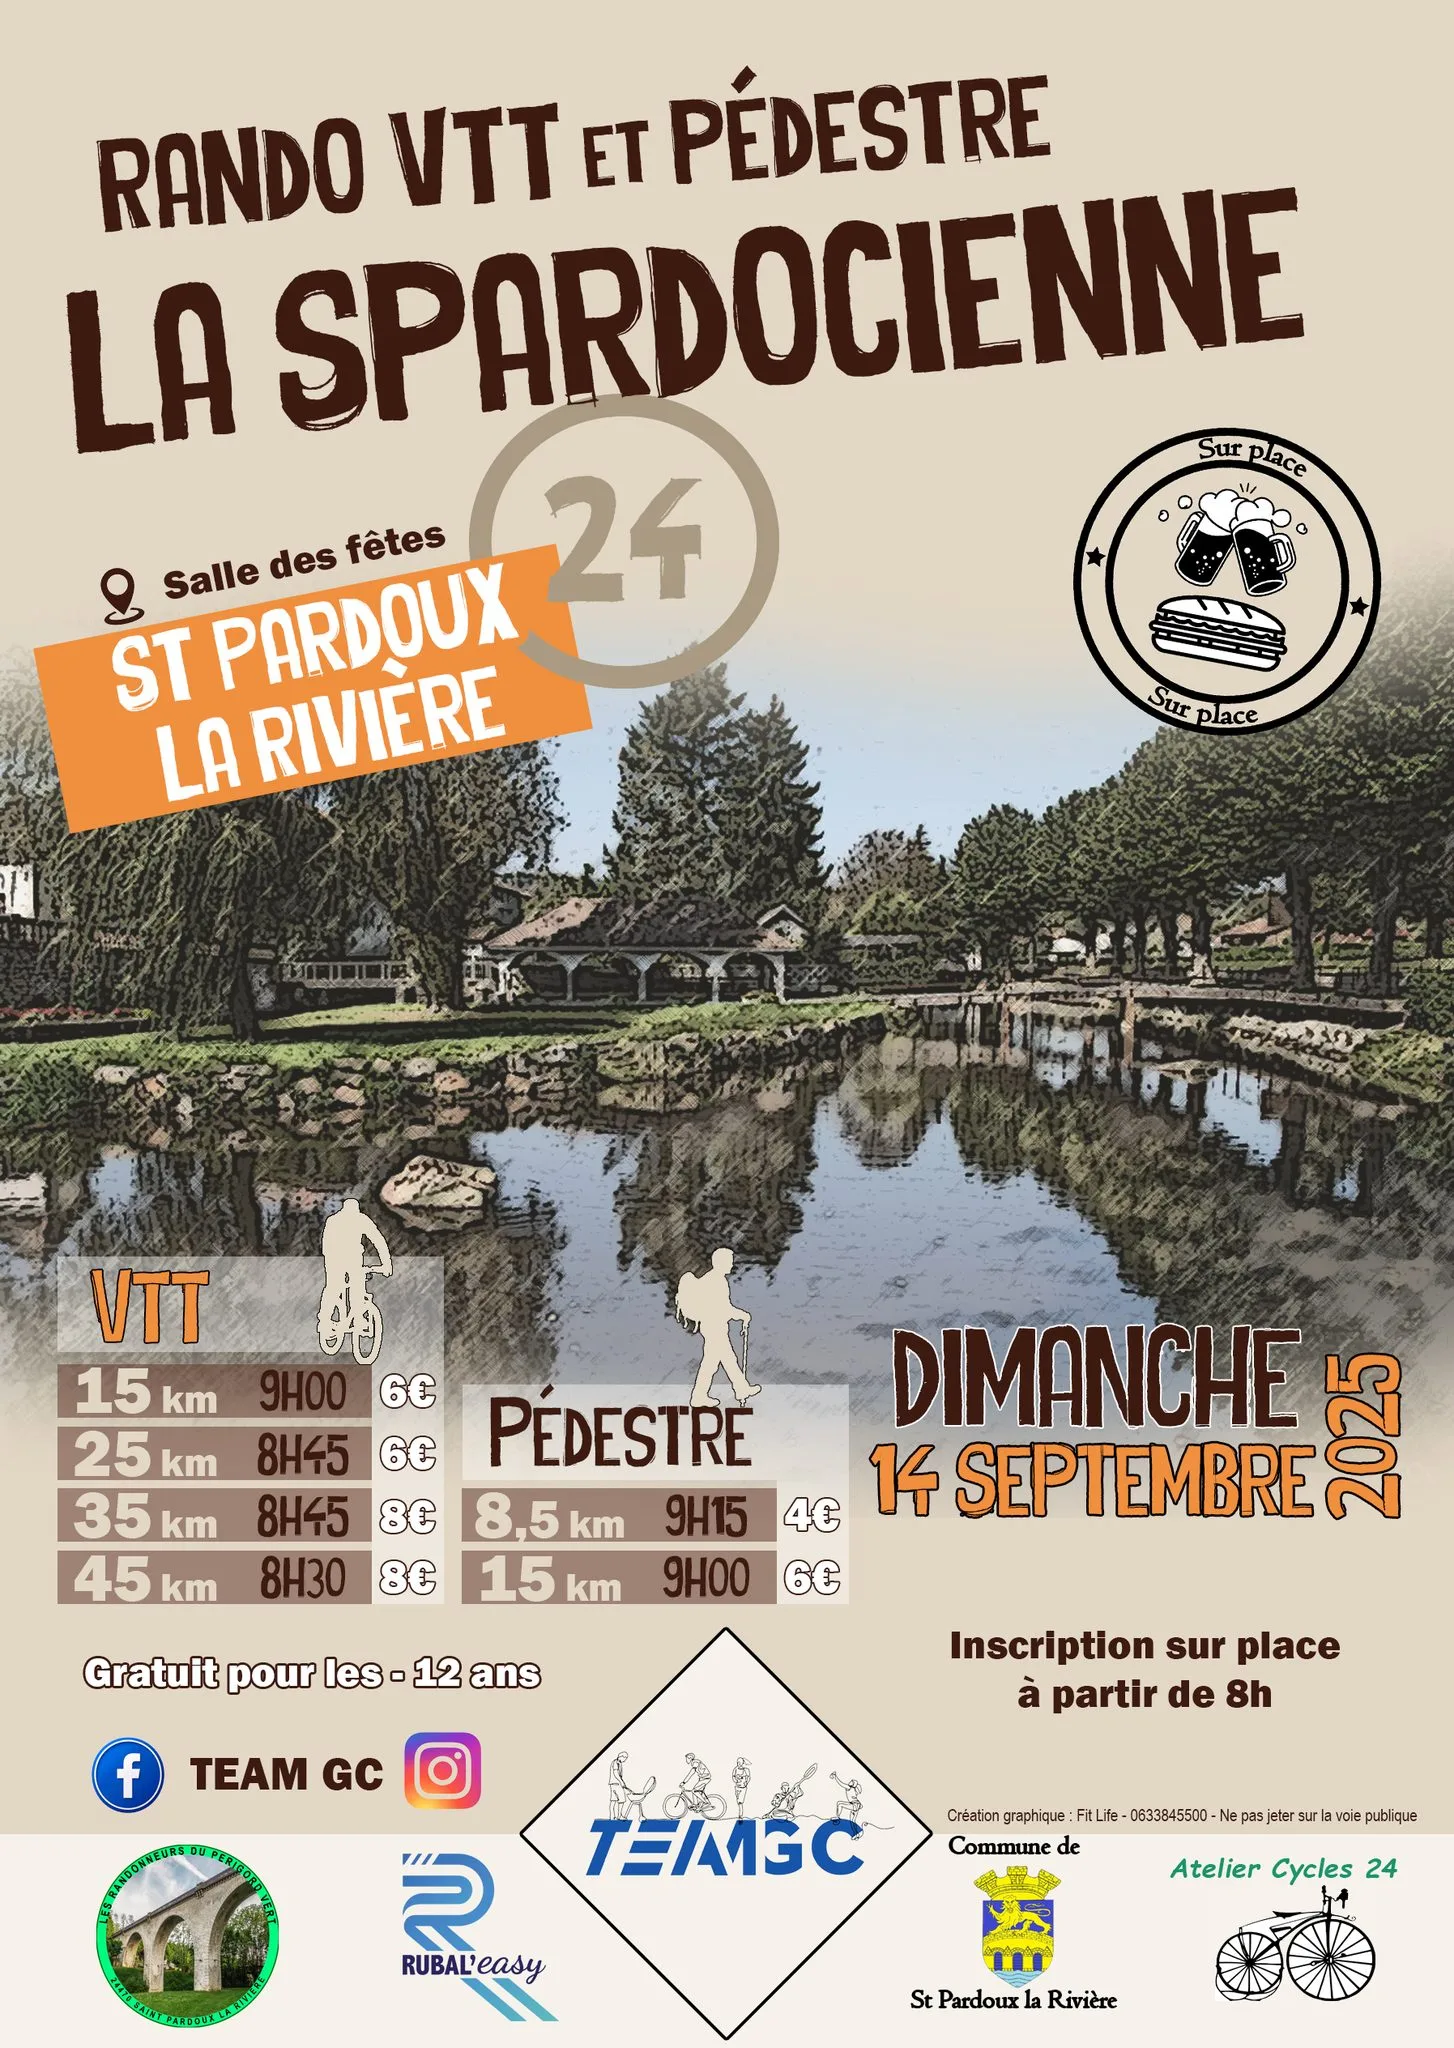 RANDO VTT ET PÉDESTRE
LA SPARDOCIENNE
24
Salle des fêtes
ST PARDOUX
LA RIVIÈRE
Sur place
Sur place
VTT
15 km 9H00 6€
25 km 8H45 6€
35 km 8H45 8€
45 km 8H30 8€
PÉDESTRE
8,5 km 9H15 4€
15 km 9H00 6€
DIMANCHE
14 SEPTEMBRE
2025
Gratuit pour les - 12 ans
Inscription sur place
à partir de 8h
TEAM GC
TEAMGC
Création graphique : Fit Life - 0633845500 - Ne pas jeter sur la voie publique
LES RANDONNEURS DU PERIGORD VERT
24470 SAINT PARDOUX LA RIVIERE
RUBAL'easy
Commune de
St Pardoux la Rivière
Atelier Cycles 24